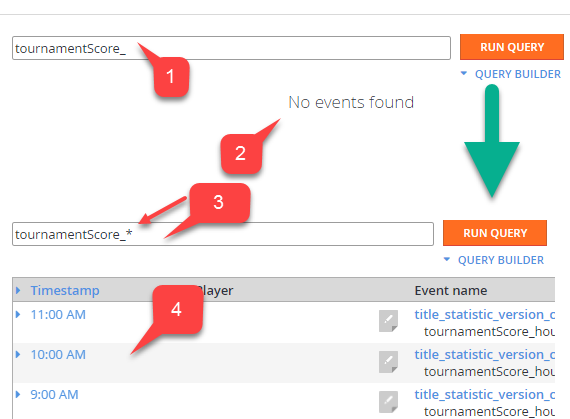 tournamentScore_
RUN QUERY
1
QUERY BUILDER
No events found
2
3
tournamentScore_*
RUN QUERY
QUERY BUILDER
Timestamp Player Event name
4
11:00 AM title_statistic_version_c
tournamentScore_hou
10:00 AM title_statistic_version_c
tournamentScore_hou
9:00 AM title_statistic_version_c
tournamentScore_hou